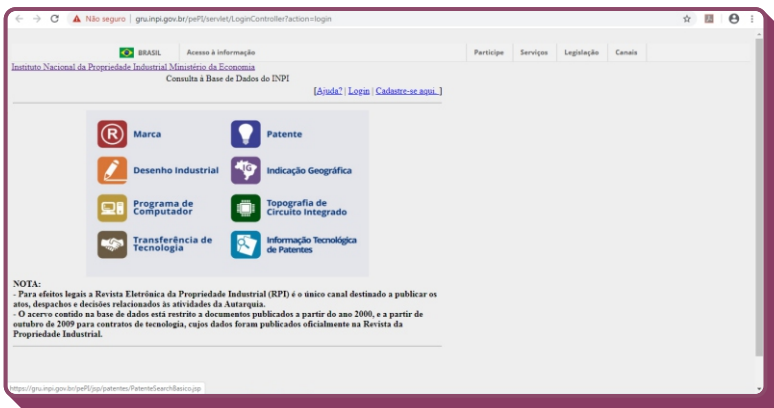 Não seguro | gru.inpi.gov.br/pePI/servlet/LoginController?action=login
BRASIL Acesso à informação Participe Serviços Legislação Canais
Instituto Nacional da Propriedade Industrial Ministério da Economia
Consulta à Base de Dados do INPI
[Ajuda? | Login | Cadastre-se aqui. ]
R Marca
Patente
Desenho Industrial
IG Indicação Geográfica
Programa de
Computador
Topografia de
Circuito Integrado
Transferência de
Tecnologia
Informação Tecnológica
de Patentes
NOTA:
- Para efeitos legais a Revista Eletrônica da Propriedade Industrial (RPI) é o único canal destinado a publicar os
atos, despachos e decisões relacionados às atividades da Autarquia.
- O acervo contido na base de dados está restrito a documentos publicados a partir do ano 2000, e a partir de
outubro de 2009 para contratos de tecnologia, cujos dados foram publicados oficialmente na Revista da
Propriedade Industrial.
https://gru.inpi.gov.br/pePI/jsp/patentes/PatenteSearchBasico.jsp